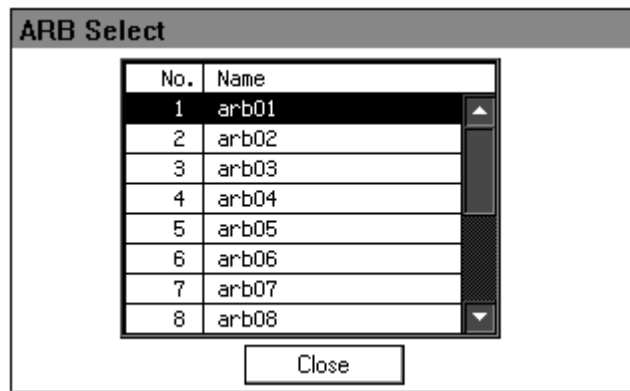 ARB Select
No. Name
1 arb01
2 arb02
3 arb03
4 arb04
5 arb05
6 arb06
7 arb07
8 arb08
Close